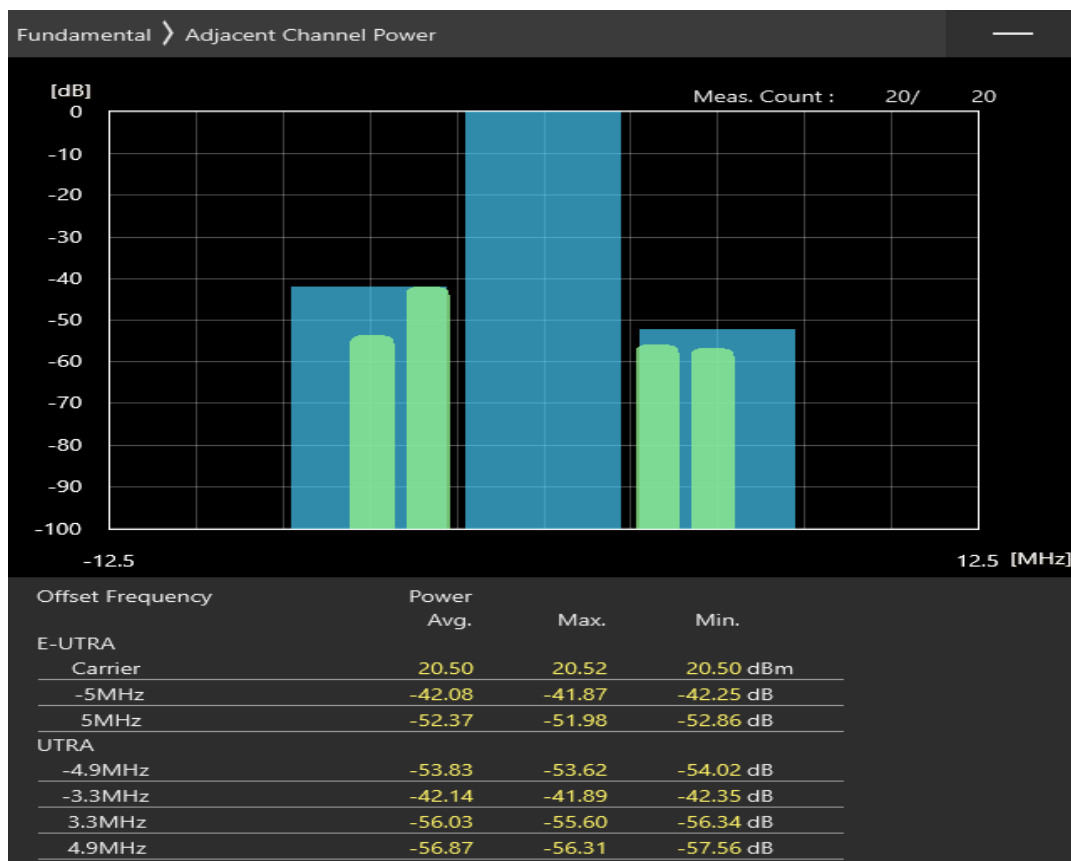 Fundamental 〉 Adjacent Channel Power
[dB]
Meas. Count : 20/ 20
0
-10
-20
-30
-40
-50
-60
-70
-80
-90
-100
-12.5 12.5 [MHz]
Offset Frequency Power
Avg. Max. Min.
E-UTRA
Carrier 20.50 20.52 20.50 dBm
-5MHz -42.08 -41.87 -42.25 dB
5MHz -52.37 -51.98 -52.86 dB
UTRA
-4.9MHz -53.83 -53.62 -54.02 dB
-3.3MHz -42.14 -41.89 -42.35 dB
3.3MHz -56.03 -55.60 -56.34 dB
4.9MHz -56.87 -56.31 -57.56 dB